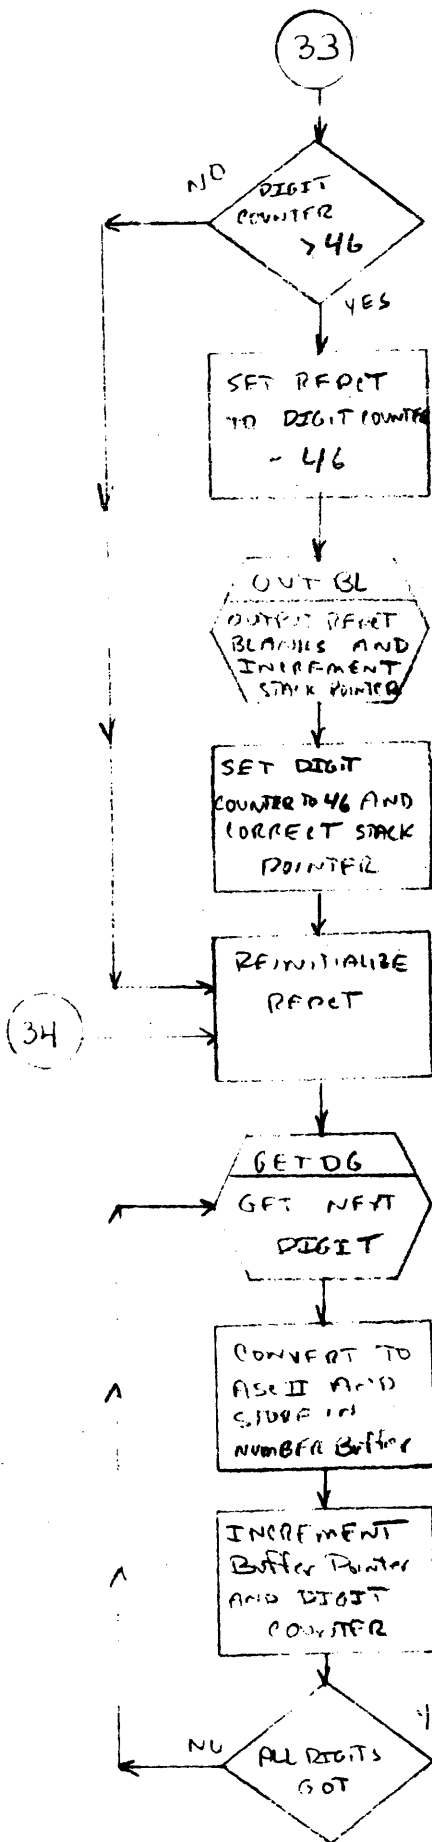 33
NO
DIGIT
COUNTER
> 46
YES
SET REPCT
TO DIGIT COUNTER
- 46
OUTBL
OUTPUT REPCT
BLANKS AND
INCREMENT
STACK POINTER
SET DIGIT
COUNTER TO 46 AND
CORRECT STACK
POINTER
REINITIALIZE
REPCT
34
GETDG
GET NEXT
DIGIT
CONVERT TO
ASCII AND
STORE IN
NUMBER Buffer
INCREMENT
Buffer Pointer
AND DIGIT
COUNTER
NO
ALL DIGITS
GOT